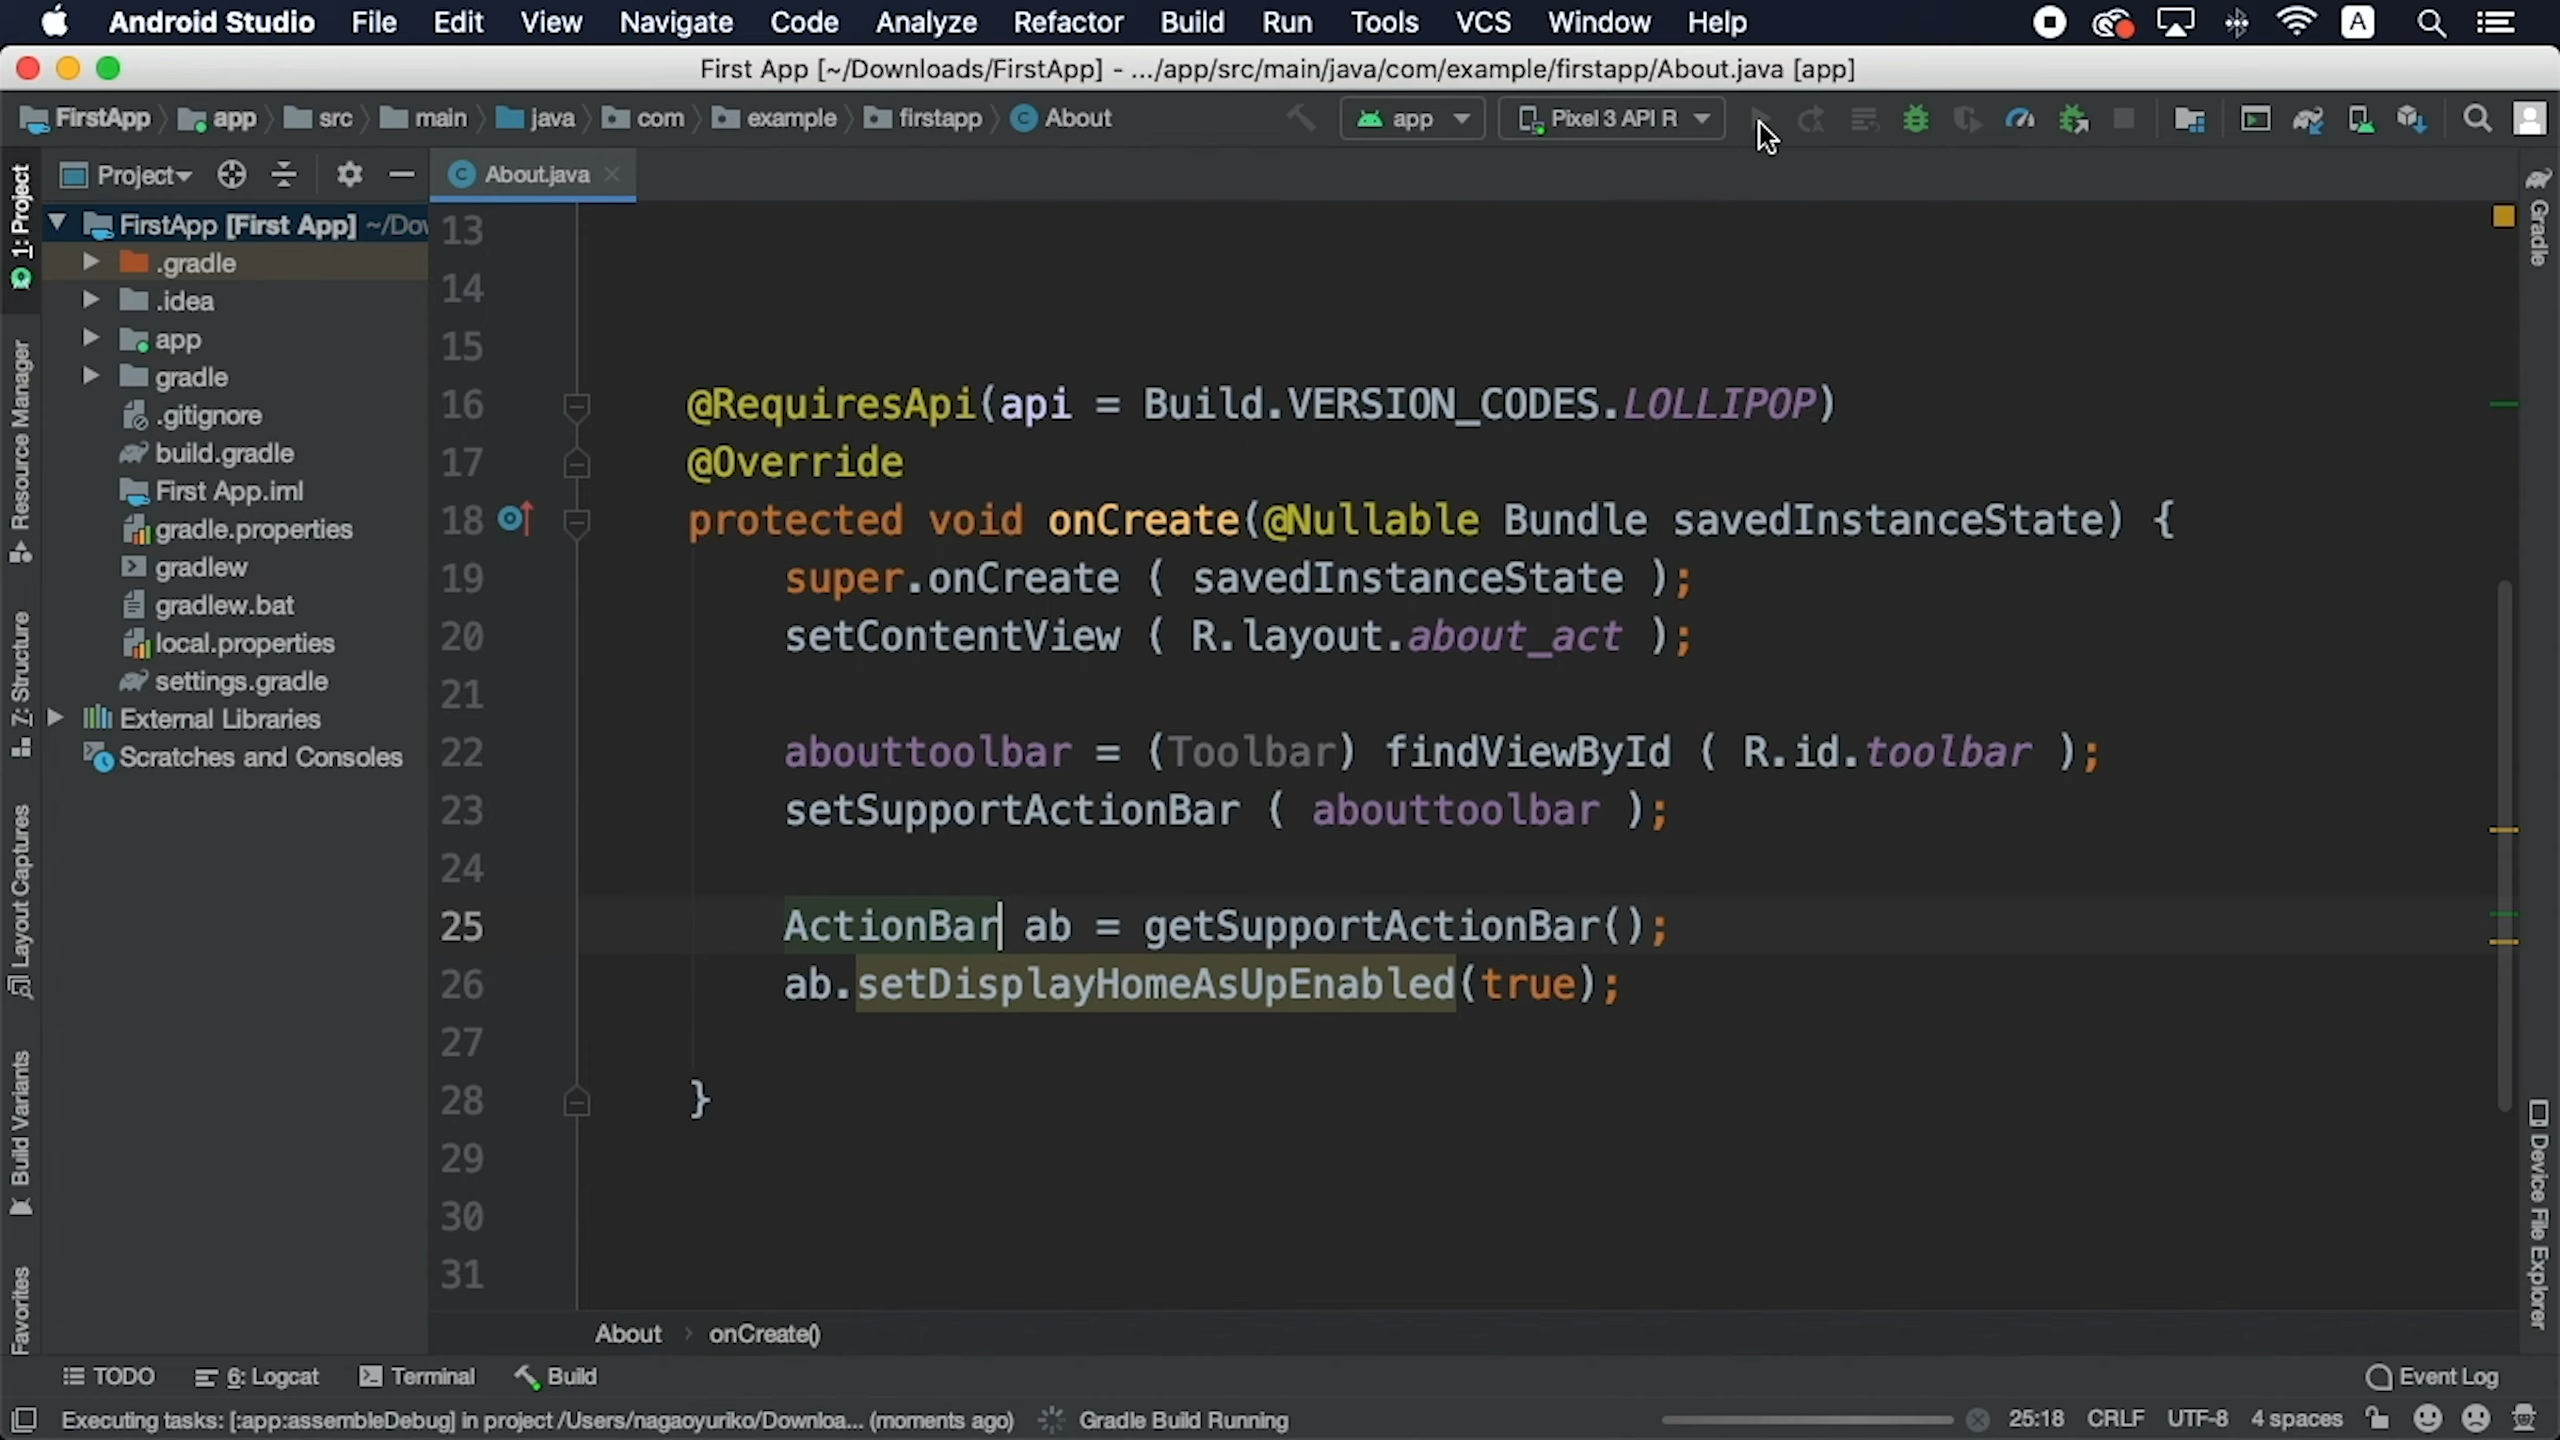 Android Studio File Edit View Navigate Code Analyze Refactor Build Run Tools VCS Window Help A
First App [~/Downloads/FirstApp] - .../app/src/main/java/com/example/firstapp/About.java [app]
FirstApp app src main java com example firstapp About app Pixel 3 API R
1: Project
Resource Manager
7: Structure
Layout Captures
Build Variants
Favorites
Project
FirstApp [First App] ~/Dow
.gradle
.idea
app
gradle
.gitignore
build.gradle
First App.iml
gradle.properties
gradlew
gradlew.bat
local.properties
settings.gradle
External Libraries
Scratches and Consoles
About.java
13
14
15
16 @RequiresApi(api = Build.VERSION_CODES.LOLLIPOP)
17 @Override
18 protected void onCreate(@Nullable Bundle savedInstanceState) {
19 super.onCreate ( savedInstanceState );
20 setContentView ( R.layout.about_act );
21
22 abouttoolbar = (Toolbar) findViewById ( R.id.toolbar );
23 setSupportActionBar ( abouttoolbar );
24
25 ActionBar ab = getSupportActionBar();
26 ab.setDisplayHomeAsUpEnabled(true);
27
28 }
29
30
31
About onCreate()
Gradle
Device File Explorer
TODO 6: Logcat Terminal Build Event Log
Executing tasks: [:app:assembleDebug] in project /Users/nagaoyuriko/Downloa... (moments ago) Gradle Build Running 25:18 CRLF UTF-8 4 spaces